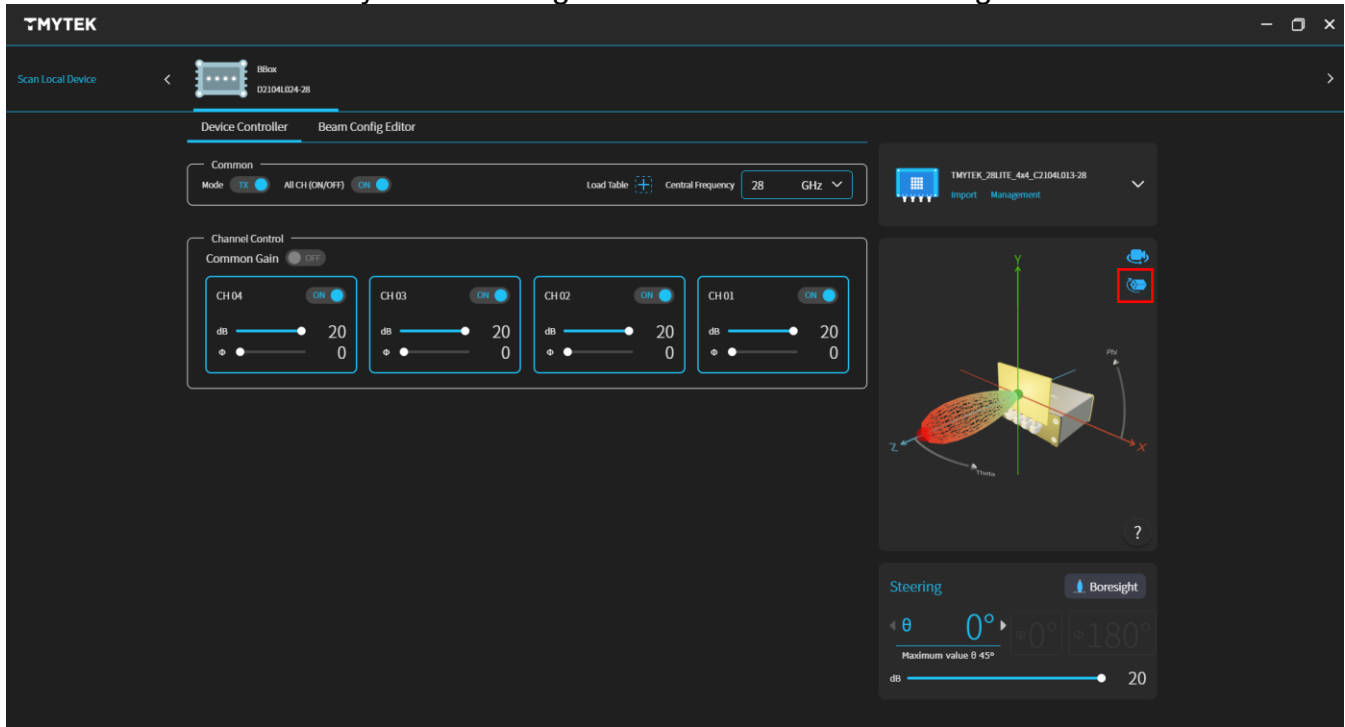 TMYTEK
Scan Local Device
BBox
D2104L024-28
Device Controller Beam Config Editor
Common
Mode TX All CH (ON/OFF) ON Load Table Central Frequency 28 GHz
TMYTEK_28LITE_4x4_C2104L013-28
Import Management
Channel Control
Common Gain OFF
CH 04 ON CH 03 ON CH 02 ON CH 01 ON
dB 20 dB 20 dB 20 dB 20
Φ 0 Φ 0 Φ 0 Φ 0
Y
Phi
Z X
Theta
?
Steering Boresight
θ 0° φ 0° φ 180°
Maximum value θ 45°
dB 20